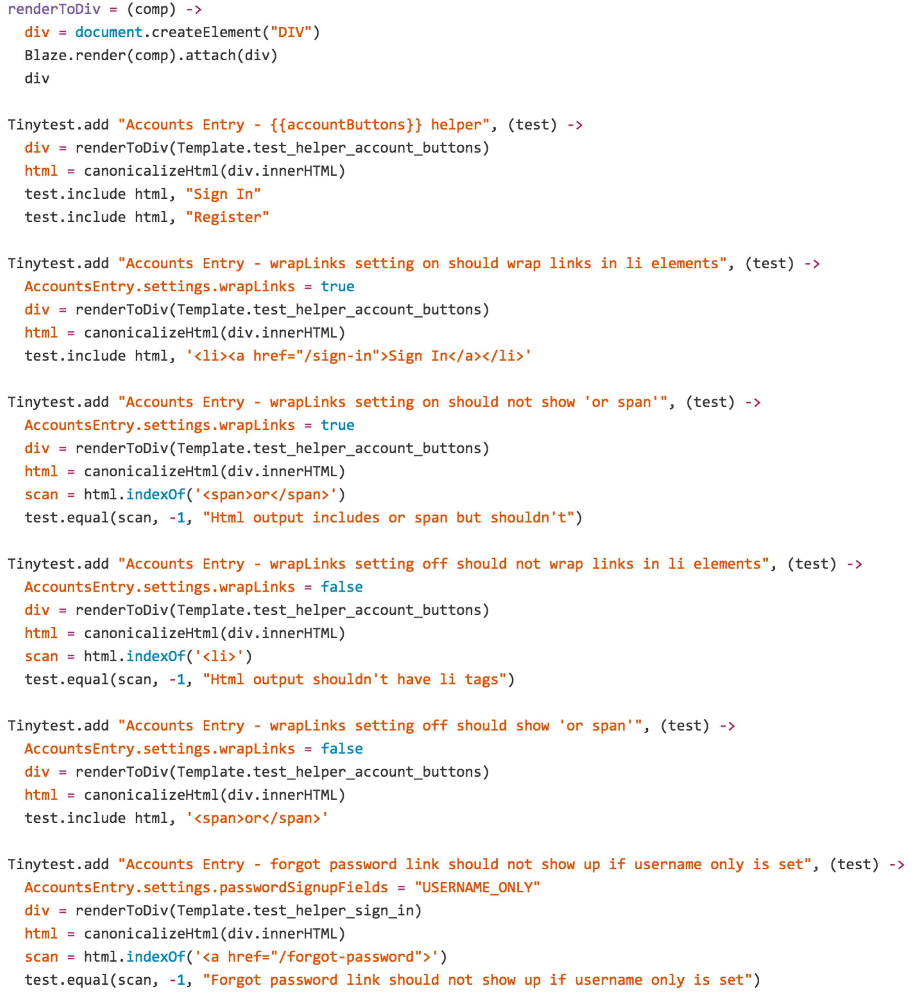 renderToDiv = (comp) ->
  div = document.createElement("DIV")
  Blaze.render(comp).attach(div)
  div

Tinytest.add "Accounts Entry - {{accountButtons}} helper", (test) ->
  div = renderToDiv(Template.test_helper_account_buttons)
  html = canonicalizeHtml(div.innerHTML)
  test.include html, "Sign In"
  test.include html, "Register"

Tinytest.add "Accounts Entry - wrapLinks setting on should wrap links in li elements", (test) ->
  AccountsEntry.settings.wrapLinks = true
  div = renderToDiv(Template.test_helper_account_buttons)
  html = canonicalizeHtml(div.innerHTML)
  test.include html, '<li><a href="/sign-in">Sign In</a></li>'

Tinytest.add "Accounts Entry - wrapLinks setting on should not show 'or span'", (test) ->
  AccountsEntry.settings.wrapLinks = true
  div = renderToDiv(Template.test_helper_account_buttons)
  html = canonicalizeHtml(div.innerHTML)
  scan = html.indexOf('<span>or</span>')
  test.equal(scan, -1, "Html output includes or span but shouldn't")

Tinytest.add "Accounts Entry - wrapLinks setting off should not wrap links in li elements", (test) ->
  AccountsEntry.settings.wrapLinks = false
  div = renderToDiv(Template.test_helper_account_buttons)
  html = canonicalizeHtml(div.innerHTML)
  scan = html.indexOf('<li>')
  test.equal(scan, -1, "Html output shouldn't have li tags")

Tinytest.add "Accounts Entry - wrapLinks setting off should show 'or span'", (test) ->
  AccountsEntry.settings.wrapLinks = false
  div = renderToDiv(Template.test_helper_account_buttons)
  html = canonicalizeHtml(div.innerHTML)
  test.include html, '<span>or</span>'

Tinytest.add "Accounts Entry - forgot password link should not show up if username only is set", (test) ->
  AccountsEntry.settings.passwordSignupFields = "USERNAME_ONLY"
  div = renderToDiv(Template.test_helper_sign_in)
  html = canonicalizeHtml(div.innerHTML)
  scan = html.indexOf('<a href="/forgot-password">')
  test.equal(scan, -1, "Forgot password link should not show up if username only is set")